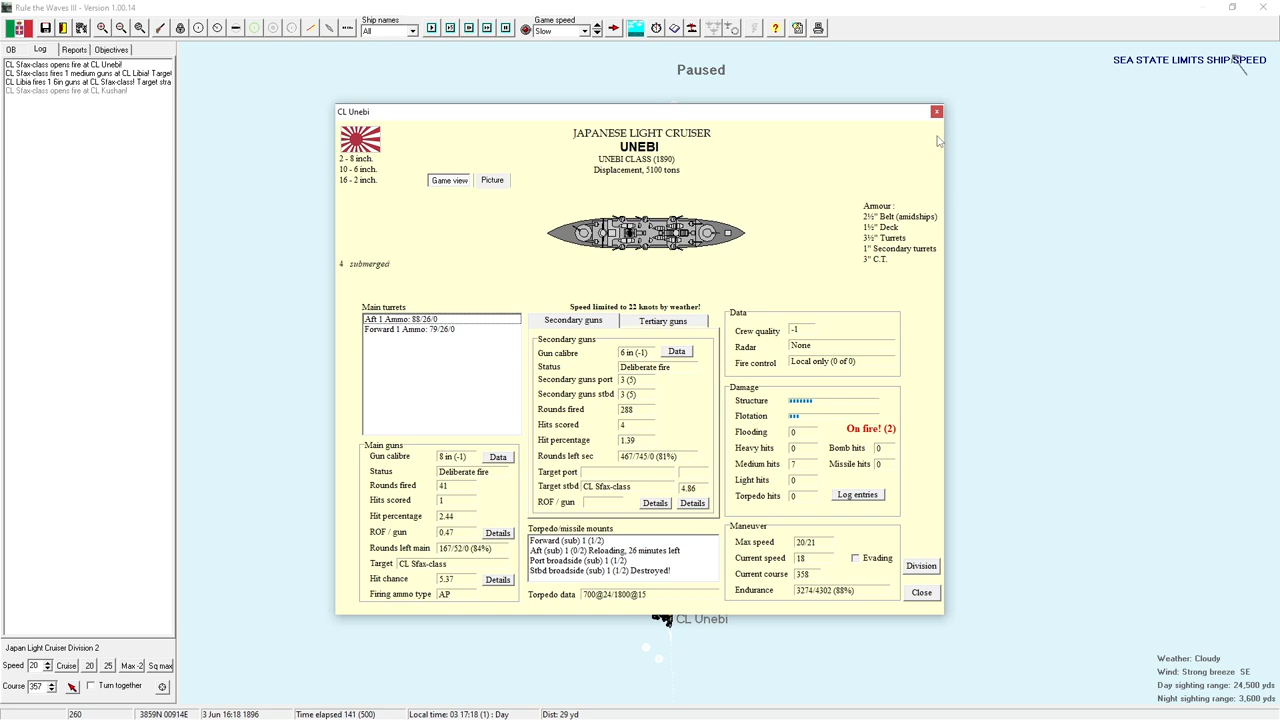 Rule the Waves III - Version 1.00.14
Ship names
All
Game speed
Slow
OB Log Reports Objectives
CL Sfax-class opens fire at CL Unebi!
CL Sfax-class fires 1 medium guns at CL Libia! Target
CL Libia fires 1 6in guns at CL Sfax-class! Target stra
CL Sfax-class opens fire at CL Kushan!
Paused
SEA STATE LIMITS SHIP SPEED
CL Unebi
JAPANESE LIGHT CRUISER
UNEBI
UNEBI CLASS (1890)
Displacement, 5100 tons
2 - 8 inch.
10 - 6 inch.
16 - 2 inch.
Game view Picture
Armour :
2½" Belt (amidships)
1½" Deck
3½" Turrets
1" Secondary turrets
3" C.T.
4 submerged
Speed limited to 22 knots by weather!
Main turrets
Aft 1 Ammo: 88/26/0
Forward 1 Ammo: 79/26/0
Main guns
Gun calibre 8 in (-1) Data
Status Deliberate fire
Rounds fired 41
Hits scored 1
Hit percentage 2.44
ROF / gun 0.47 Details
Rounds left main 167/52/0 (84%)
Target CL Sfax-class
Hit chance 5.37 Details
Firing ammo type AP
Secondary guns Tertiary guns
Secondary guns
Gun calibre 6 in (-1) Data
Status Deliberate fire
Secondary guns port 3 (5)
Secondary guns stbd 3 (5)
Rounds fired 288
Hits scored 4
Hit percentage 1.39
Rounds left sec 467/745/0 (81%)
Target port
Target stbd CL Sfax-class 4.86
ROF / gun Details Details
Torpedo/missile mounts
Forward (sub) 1 (1/2)
Aft (sub) 1 (0/2) Reloading, 26 minutes left
Port broadside (sub) 1 (1/2)
Stbd broadside (sub) 1 (1/2) Destroyed!
Torpedo data 700@24/1800@15
Data
Crew quality -1
Radar None
Fire control Local only (0 of 0)
Damage
Structure
Flotation
Flooding 0 On fire! (2)
Heavy hits 0 Bomb hits 0
Medium hits 7 Missile hits 0
Light hits 0
Torpedo hits 0 Log entries
Maneuver
Max speed 20/21
Current speed 18 Evading
Current course 358
Endurance 3274/4302 (88%)
Division
Close
CL Unebi
Japan Light Cruiser Division 2
Speed 20 Cruise 20 25 Max -2 Sq max
Course 357 Turn together
Weather: Cloudy
Wind: Strong breeze SE
Day sighting range: 24,500 yds
Night sighting range: 3,600 yds
260 3859N 00914E 3 Jun 16:18 1896 Time elapsed 141 (500) Local time: 03 17:18 (1) : Day Dist: 29 yd